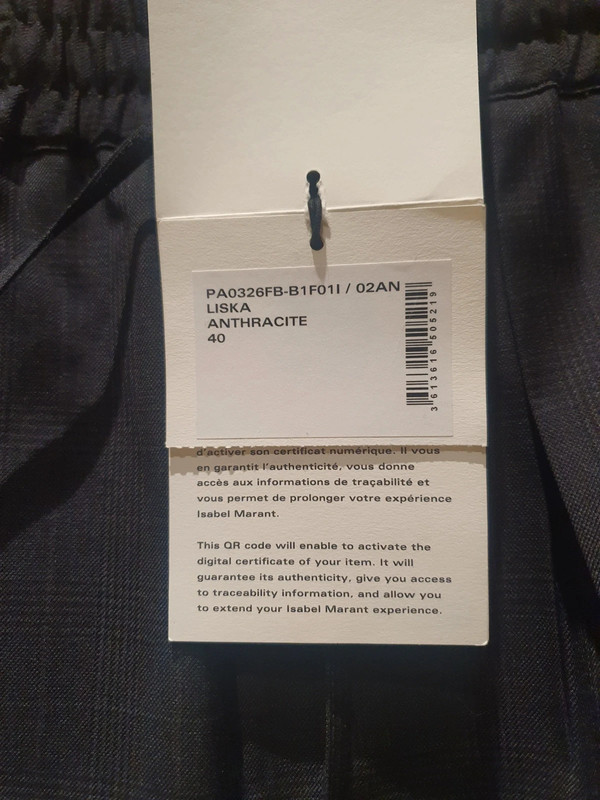 PA0326FB-B1F01I / 02AN
LISKA
ANTHRACITE
40
3613616505219
d'activer son certificat numérique. Il vous
en garantit l'authenticité, vous donne
accès aux informations de traçabilité et
vous permet de prolonger votre expérience
Isabel Marant.
This QR code will enable to activate the
digital certificate of your item. It will
guarantee its authenticity, give you access
to traceability information, and allow you
to extend your Isabel Marant experience.